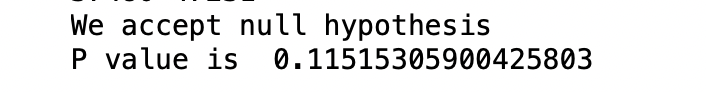 We accept null hypothesis
P value is  0.11515305900425803